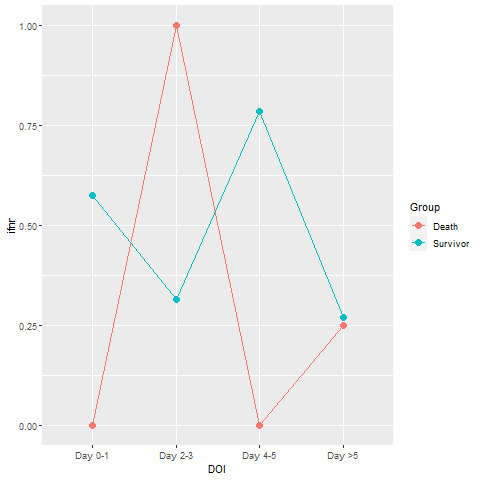 1.00
0.75
0.50
0.25
0.00
ifnr
Day 0-1
Day 2-3
Day 4-5
Day >5
DOI
Group
Death
Survivor